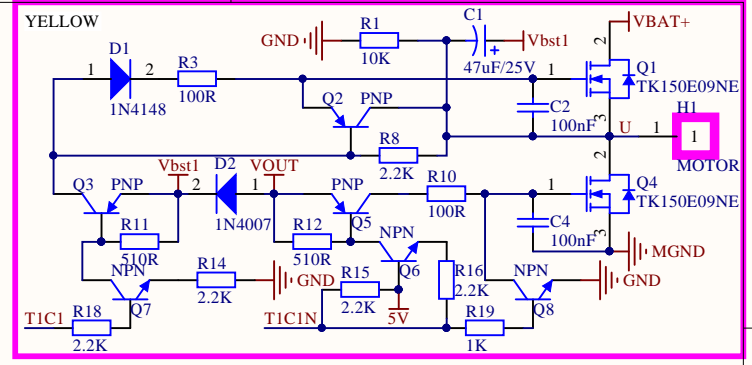 YELLOW
VBAT+
GND
R1
10K
C1
47uF/25V
Vbst1
2
Q1
TK150E09NE
D1
1
2
1N4148
R3
100R
1
3
C2
100nF
H1
U
1
1
MOTOR
Q2
PNP
R8
2.2K
Q3
PNP
Vbst1
2
D2
1
1N4007
VOUT
PNP
Q5
R10
100R
2
1
3
Q4
TK150E09NE
R11
510R
R12
510R
NPN
Q6
C4
100nF
MGND
NPN
Q7
R14
2.2K
GND
R15
2.2K
5V
R16
2.2K
NPN
Q8
GND
T1C1
R18
2.2K
T1C1N
R19
1K